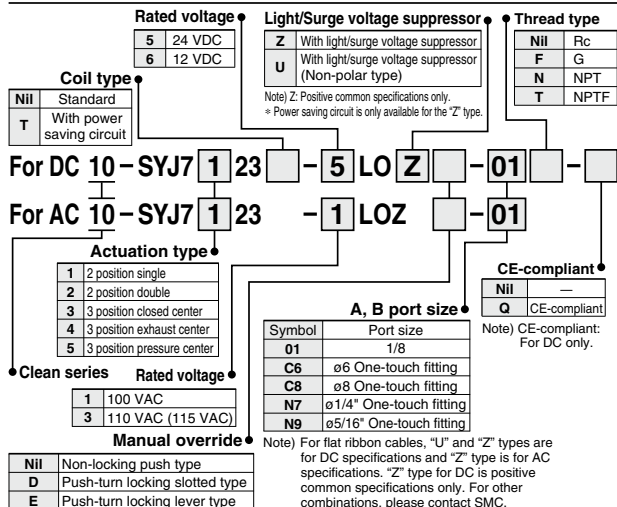 Rated voltage
5 24 VDC
6 12 VDC
Light/Surge voltage suppressor
Z With light/surge voltage suppressor
U With light/surge voltage suppressor (Non-polar type)
Note) Z: Positive common specifications only.
* Power saving circuit is only available for the “Z” type.
Thread type
Nil Rc
F G
N NPT
T NPTF
Coil type
Nil Standard
T With power saving circuit
For DC 10 – SYJ7 1 23 – 5 LO Z – 01 –
For AC 10 – SYJ7 1 23 – 1 LOZ – 01
Actuation type
1 2 position single
2 2 position double
3 3 position closed center
4 3 position exhaust center
5 3 position pressure center
Clean series
Rated voltage
1 100 VAC
3 110 VAC (115 VAC)
Manual override
Nil Non-locking push type
D Push-turn locking slotted type
E Push-turn locking lever type
A, B port size
Symbol Port size
01 1/8
C6 ø6 One-touch fitting
C8 ø8 One-touch fitting
N7 ø1/4" One-touch fitting
N9 ø5/16" One-touch fitting
Note) For flat ribbon cables, “U” and “Z” types are
for DC specifications and “Z” type is for AC
specifications. “Z” type for DC is positive
common specifications only. For other
combinations, please contact SMC.
CE-compliant
Nil —
Q CE-compliant
Note) CE-compliant:
For DC only.